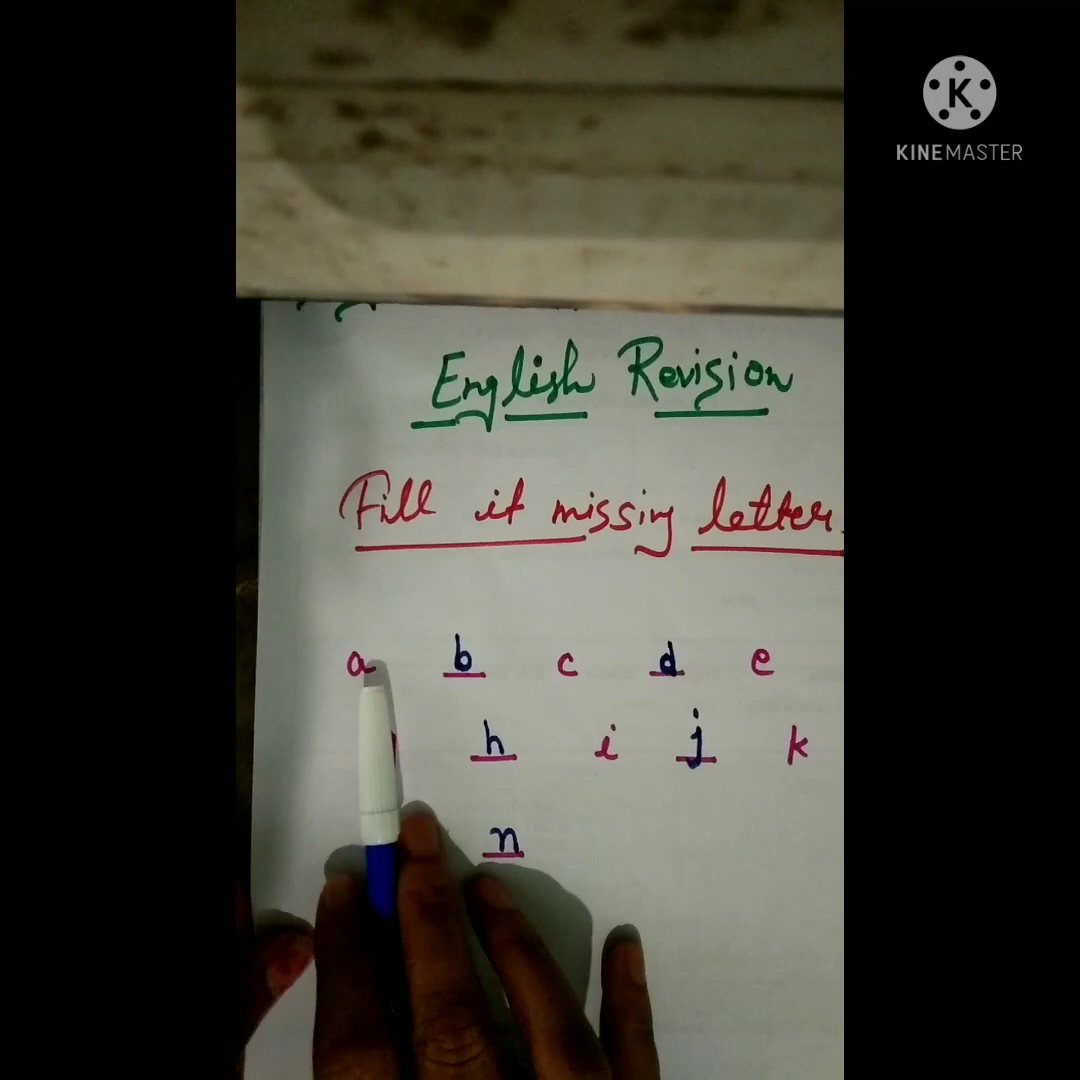 K
KINEMASTER
English Revision
Fill it missing letter.
a b c d e
h i j k
n